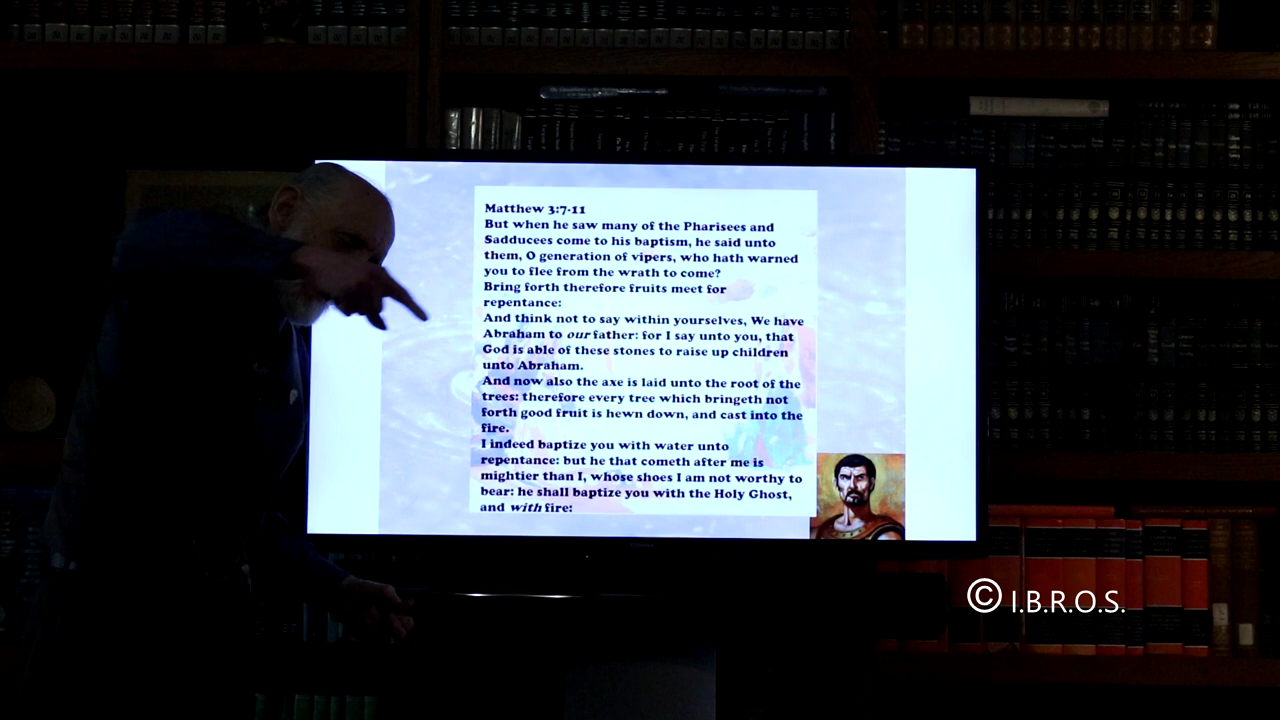 Matthew 3:7-11
But when he saw many of the Pharisees and
Sadducees come to his baptism, he said unto
them, O generation of vipers, who hath warned
you to flee from the wrath to come?
Bring forth therefore fruits meet for
repentance:
And think not to say within yourselves, We have
Abraham to our father: for I say unto you, that
God is able of these stones to raise up children
unto Abraham.
And now also the axe is laid unto the root of the
trees: therefore every tree which bringeth not
forth good fruit is hewn down, and cast into the
fire.
I indeed baptize you with water unto
repentance: but he that cometh after me is
mightier than I, whose shoes I am not worthy to
bear: he shall baptize you with the Holy Ghost,
and with fire:
© I.B.R.O.S.